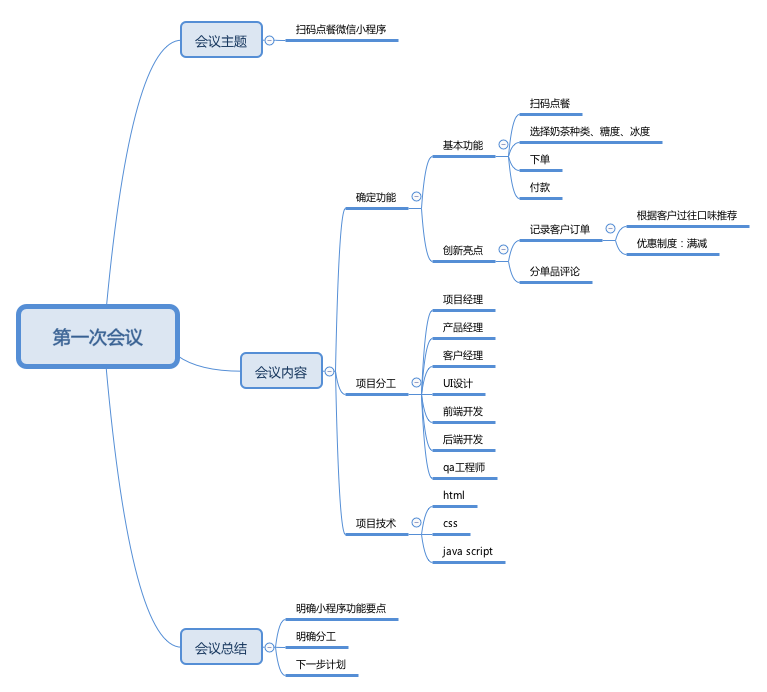 第一次会议
会议主题
扫码点餐微信小程序
会议内容
确定功能
基本功能
扫码点餐
选择奶茶种类、糖度、冰度
下单
付款
创新亮点
记录客户订单
根据客户过往口味推荐
优惠制度：满减
分单品评论
项目分工
项目经理
产品经理
客户经理
UI设计
前端开发
后端开发
qa工程师
项目技术
html
css
java script
会议总结
明确小程序功能要点
明确分工
下一步计划